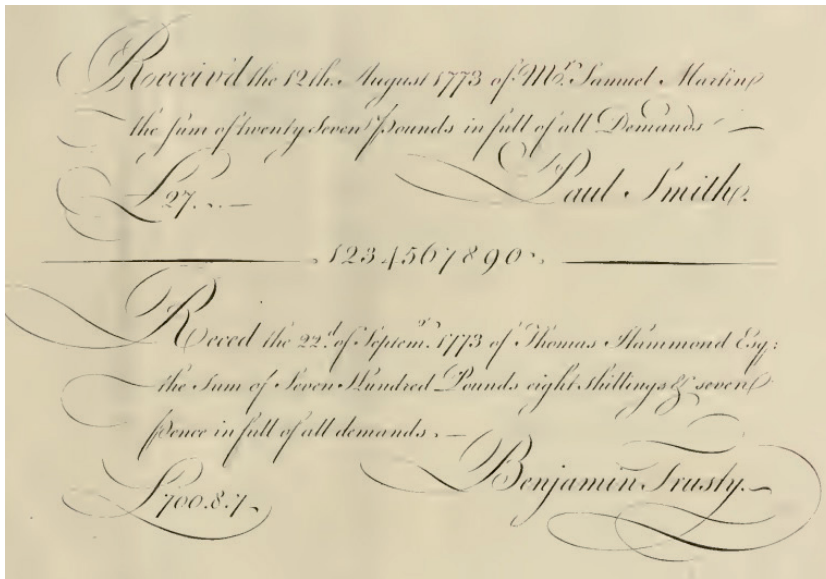 Receciv'd the 12th. August 1773 of Mr. Samuel Martin
the sum of twenty Seven Pounds in full of all Demands —
£27. . . —
Paul Smith.
1234567890
Receed the 22d. of Septemr. 1773 of Thomas Hammond Esq:
the Sum of Seven Hundred Pounds eight shillings & seven
pence in full of all demands. —
£700.8.7
Benjamin Trusty. —